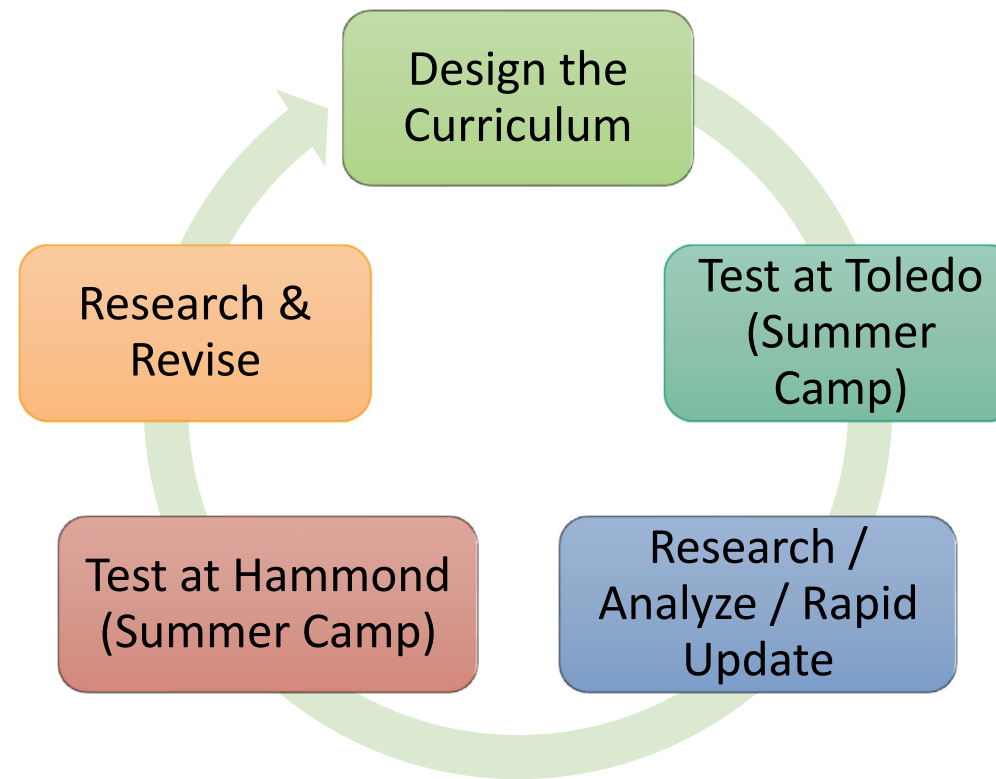 Design the
Curriculum
Test at Toledo
(Summer
Camp)
Research /
Analyze / Rapid
Update
Test at Hammond
(Summer Camp)
Research &
Revise